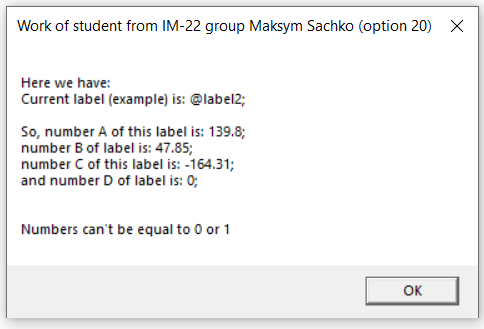 Work of student from IM-22 group Maksym Sachko (option 20)
Here we have:
Current label (example) is: @label2;
So, number A of this label is: 139.8;
number B of label is: 47.85;
number C of this label is: -164.31;
and number D of label is: 0;
Numbers can't be equal to 0 or 1
OK